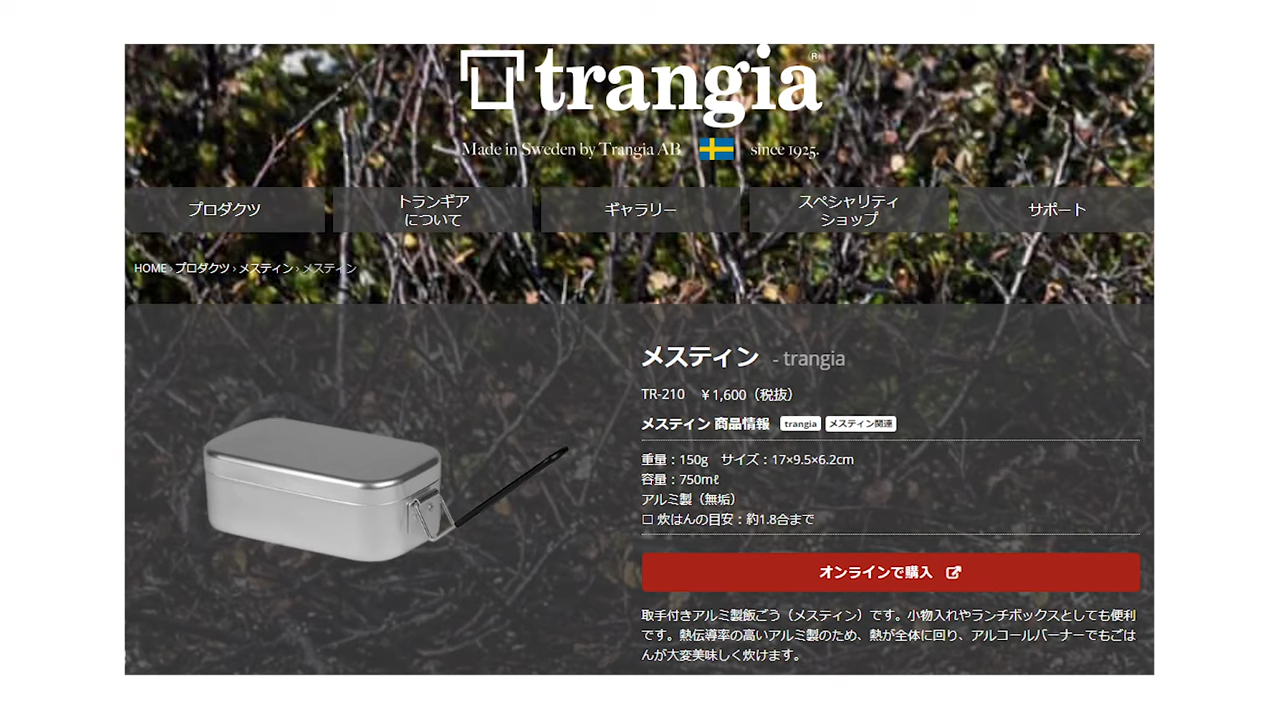 trangia®
Made in Sweden by Trangia AB since 1925.
プロダクツ
トランギア
について
ギャラリー
スペシャリティ
ショップ
サポート
HOME › プロダクツ › メスティン › メスティン
メスティン - trangia
TR-210 ￥1,600（税抜）
メスティン 商品情報 trangia メスティン関連
重量：150g サイズ：17×9.5×6.2cm
容量：750mℓ
アルミ製（無垢）
□ 炊はんの目安：約1.8合まで
オンラインで購入
取手付きアルミ製飯ごう（メスティン）です。小物入れやランチボックスとしても便利
です。熱伝導率の高いアルミ製のため、熱が全体に回り、アルコールバーナーでもごは
んが大変美味しく炊けます。